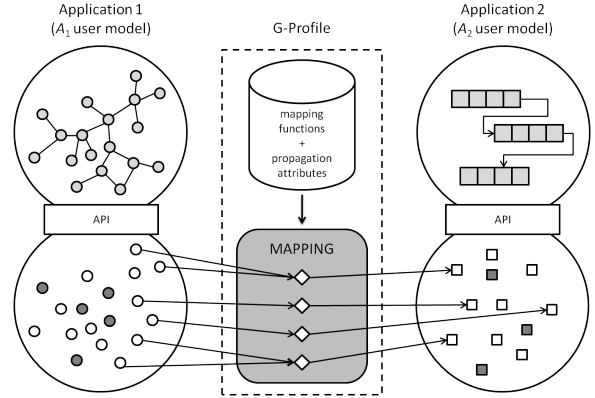 Application 1
(A1 user model)
G-Profile
Application 2
(A2 user model)
mapping
functions
+
propagation
attributes
API
API
MAPPING